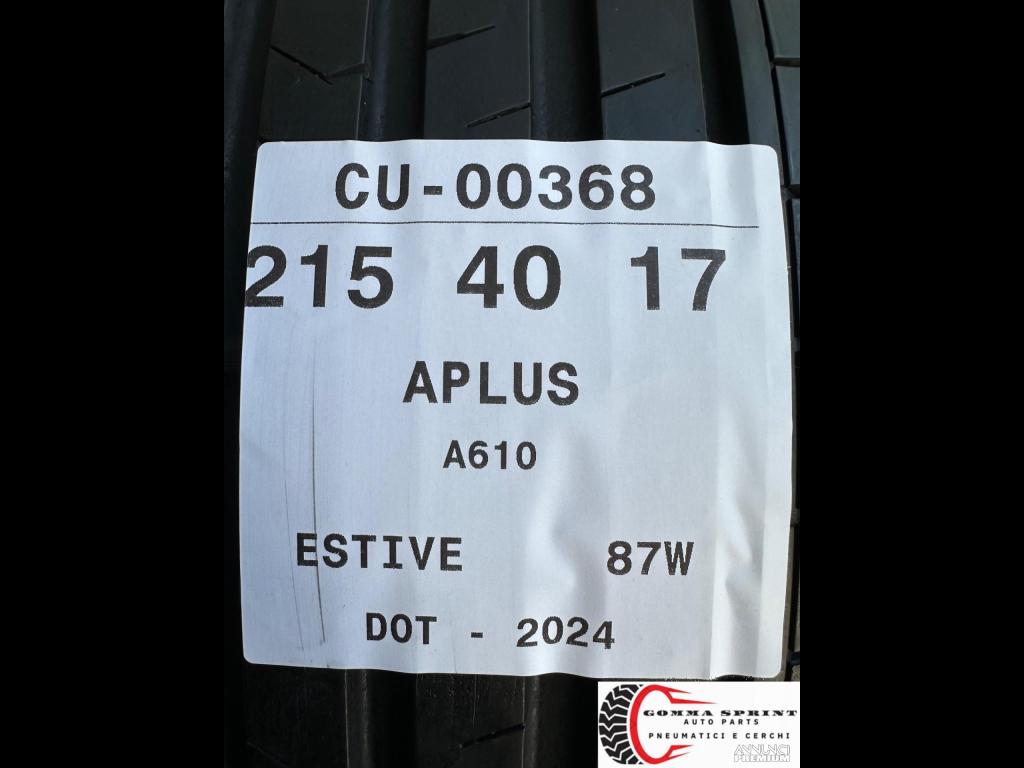 CU-00368
215 40 17
APLUS
A610
ESTIVE 87W
DOT - 2024
GOMMA SPRINT
AUTO PARTS
PNEUMATICI E CERCHI
ANNUNCI
PREMIUM